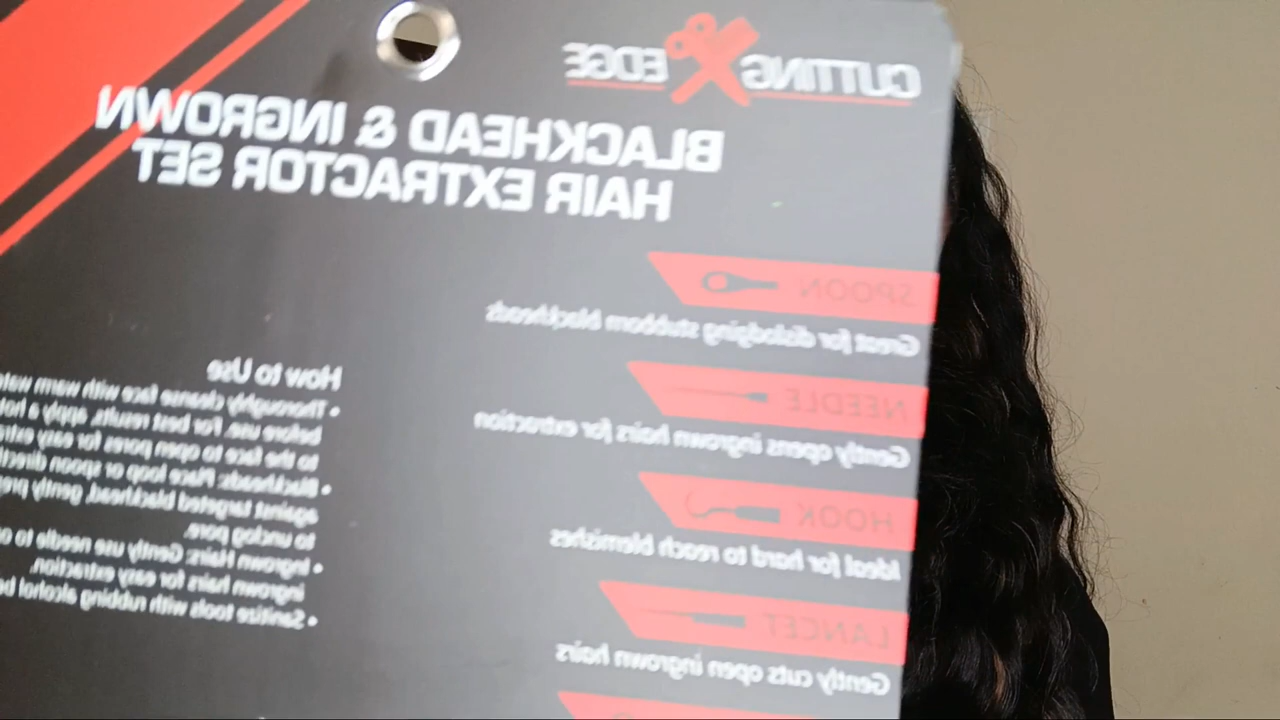 CUTTING EDGE
BLACKHEAD & INGROWN
HAIR EXTRACTOR SET
SPOON
Great for dislodging stubborn blackheads
NEEDLE
Gently opens ingrown hairs for extraction
HOOK
Ideal for hard to reach blemishes
LANCET
Gently cuts open ingrown hairs
How to Use
• Thoroughly cleanse face with warm
before use. For best results, apply a hot
to the face to open pores for easy
• Blackheads: Place loop or spoon
against targeted blackhead, gently
to unclog pore.
• Ingrown Hairs: Gently use needle to
ingrown hairs for easy extraction.
• Sanitize tools with rubbing alcohol